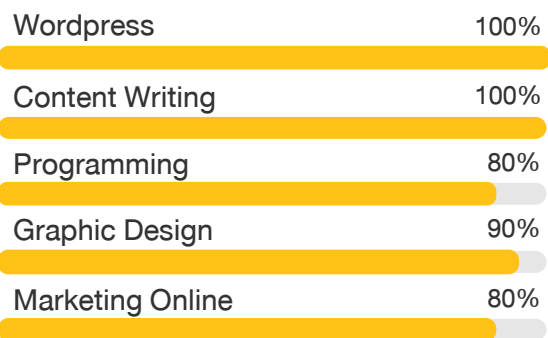 Wordpress 100%
Content Writing 100%
Programming 80%
Graphic Design 90%
Marketing Online 80%